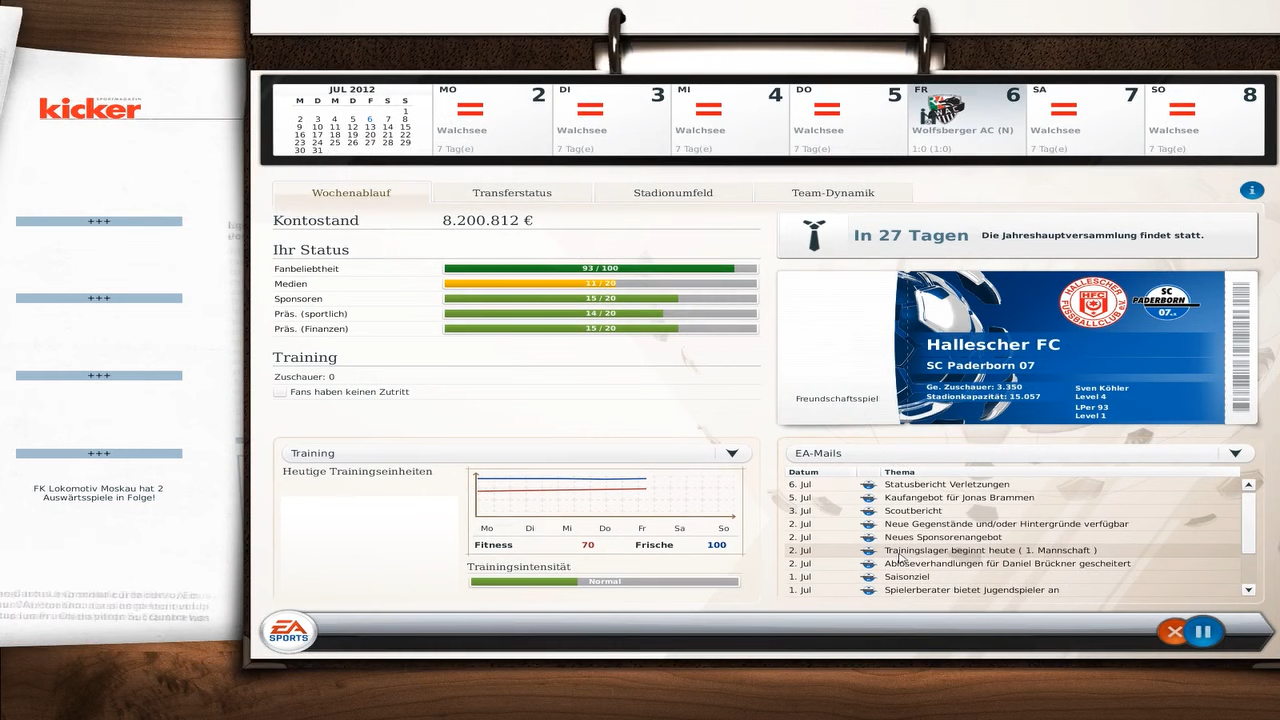 SPORTMAGAZIN
kicker
+++
+++
+++
+++
FK Lokomotiv Moskau hat 2
Auswärtsspiele in Folge!
JUL 2012
M D M D F S S
1
2 3 4 5 6 7 8
9 10 11 12 13 14 15
16 17 18 19 20 21 22
23 24 25 26 27 28 29
30 31
MO 2
Walchsee
7 Tag(e)
DI 3
Walchsee
7 Tag(e)
MI 4
Walchsee
7 Tag(e)
DO 5
Walchsee
7 Tag(e)
FR 6
Wolfsberger AC (N)
1:0 (1:0)
SA 7
Walchsee
7 Tag(e)
SO 8
Walchsee
7 Tag(e)
Wochenablauf Transferstatus Stadionumfeld Team-Dynamik
i
Kontostand 8.200.812 €
Ihr Status
Fanbeliebtheit 93 / 100
Medien 11 / 20
Sponsoren 15 / 20
Präs. (sportlich) 14 / 20
Präs. (Finanzen) 15 / 20
Training
Zuschauer: 0
Fans haben keinen Zutritt
In 27 Tagen Die Jahreshauptversammlung findet statt.
HALLESCHER
HFC
FUSSBALLCLUB e.V.
SC
PADERBORN
07 e.V.
Hallescher FC
SC Paderborn 07
Ge. Zuschauer: 3.350
Stadionkapazität: 15.057
Sven Köhler
Level 4
LPer 93
Level 1
Freundschaftsspiel
Training
Heutige Trainingseinheiten
Mo Di Mi Do Fr Sa So
Fitness 70 Frische 100
Trainingsintensität
Normal
EA-Mails
Datum Thema
6. Jul Statusbericht Verletzungen
5. Jul Kaufangebot für Jonas Brammen
3. Jul Scoutbericht
2. Jul Neue Gegenstände und/oder Hintergründe verfügbar
2. Jul Neues Sponsorenangebot
2. Jul Trainingslager beginnt heute ( 1. Mannschaft )
2. Jul Ablöseverhandlungen für Daniel Brückner gescheitert
1. Jul Saisonziel
1. Jul Spielerberater bietet Jugendspieler an
EA
SPORTS